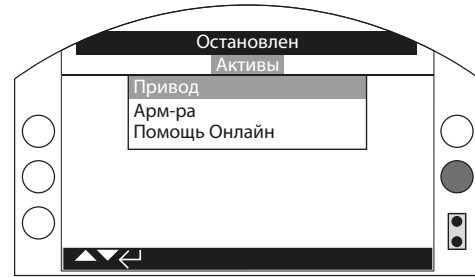 Остановлен
Активы
Привод
Арм-ра
Помощь Онлайн